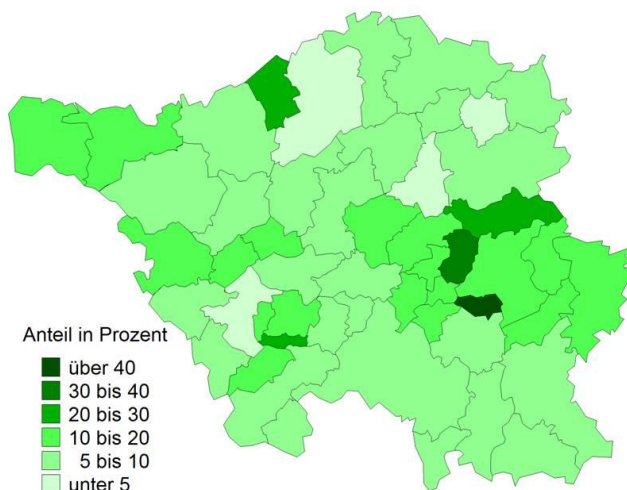 Anteil in Prozent
über 40
30 bis 40
20 bis 30
10 bis 20
5 bis 10
unter 5